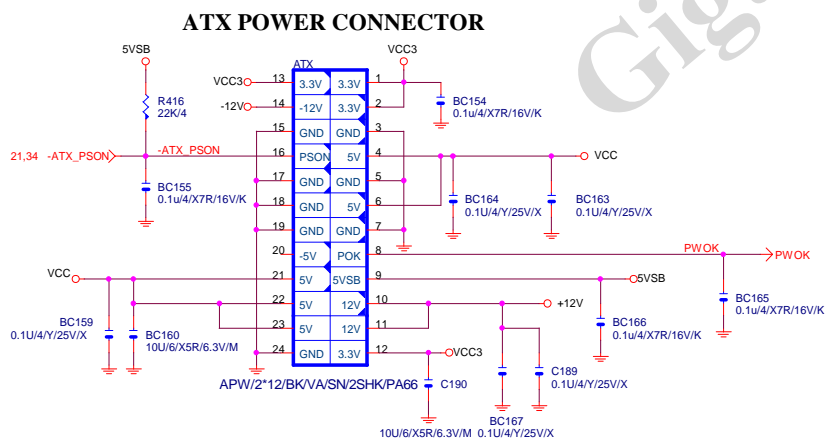 ATX POWER CONNECTOR
Giga
5VSB
VCC3
ATX
R416
22K/4
VCC3 13 3.3V 3.3V 1
BC154
0.1u/4/X7R/16V/K
-12V 14 -12V 3.3V 2
15 GND GND 3
21,34 -ATX_PSON -ATX_PSON 16 PSON 5V 4 VCC
BC155
0.1u/4/X7R/16V/K
17 GND GND 5
BC164
0.1U/4/Y/25V/X
BC163
0.1U/4/Y/25V/X
18 GND 5V 6
19 GND GND 7
20 -5V POK 8 PWOK PWOK
VCC 21 5V 5VSB 9 5VSB
22 5V 12V 10 +12V
BC165
0.1u/4/X7R/16V/K
BC159
0.1U/4/Y/25V/X
BC160
10U/6/X5R/6.3V/M
23 5V 12V 11
BC166
0.1u/4/X7R/16V/K
24 GND 3.3V 12 VCC3
APW/2*12/BK/VA/SN/2SHK/PA66
C190
10U/6/X5R/6.3V/M
BC167
0.1U/4/Y/25V/X
C189
0.1U/4/Y/25V/X